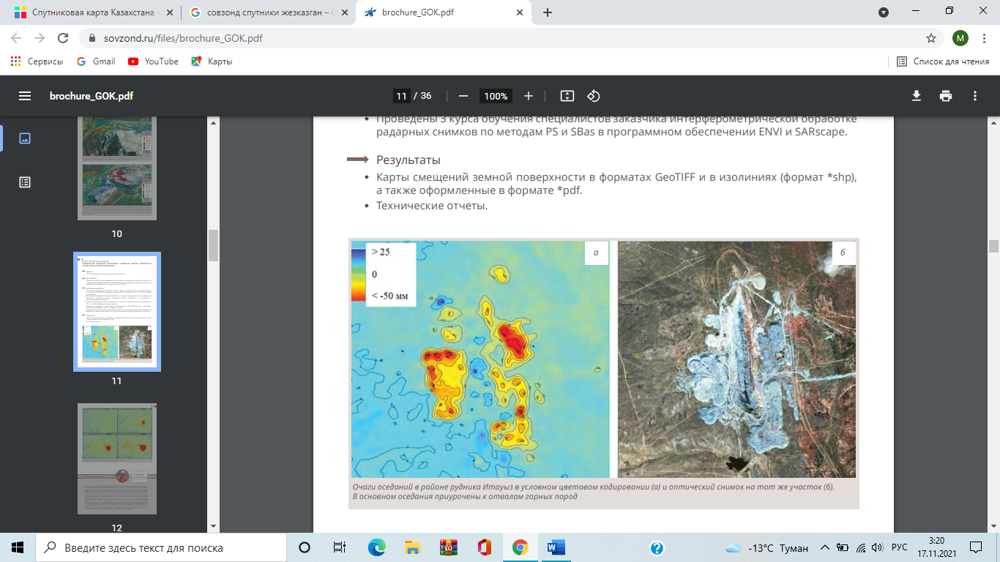 Спутниковая карта Казахстана
совзонд спутники жезказган – С
brochure_GOK.pdf
sovzond.ru/files/brochure_GOK.pdf
М
Сервисы
Gmail
YouTube
Карты
Список для чтения
brochure_GOK.pdf
11 / 36
100%
Проведены 3 курса обучения специалистов заказчика интерферометрической обработке
радарных снимков по методам PS и SBas в программном обеспечении ENVI и SARscape.
Результаты
Карты смещений земной поверхности в форматах GeoTIFF и в изолиниях (формат *shp),
а также оформленные в формате *pdf.
Технические отчеты.
10
11
12
> 25
0
< -50 мм
а
б
Очаги оседаний в районе рудника Итауыз в условном цветовом кодировании (а) и оптический снимок на тот же участок (б).
В основном оседания приурочены к отвалам горных пород
Введите здесь текст для поиска
-13°C Туман
РУС
3:20
17.11.2021